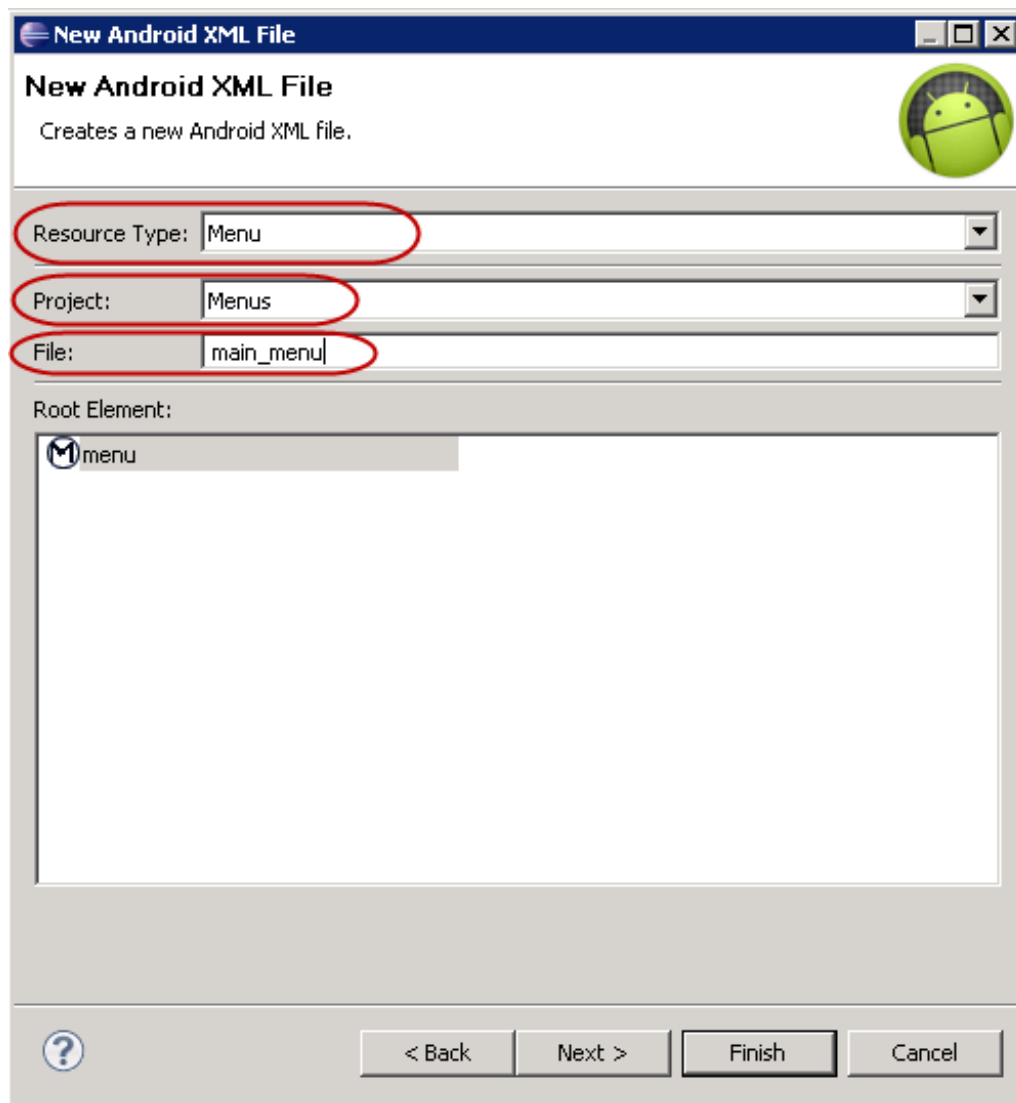 New Android XML File
New Android XML File
Creates a new Android XML file.
Resource Type: Menu
Project: Menus
File: main_menu
Root Element:
M menu
? < Back Next > Finish Cancel